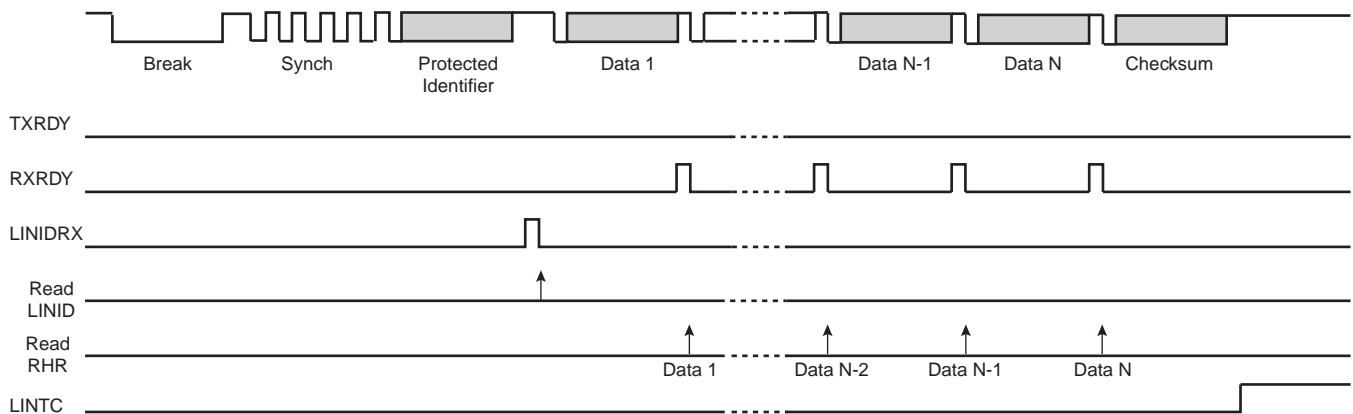 Break Synch Protected Identifier Data 1 Data N-1 Data N Checksum
TXRDY
RXRDY
LINIDRX
Read
LINID
Read
RHR
Data 1 Data N-2 Data N-1 Data N
LINTC